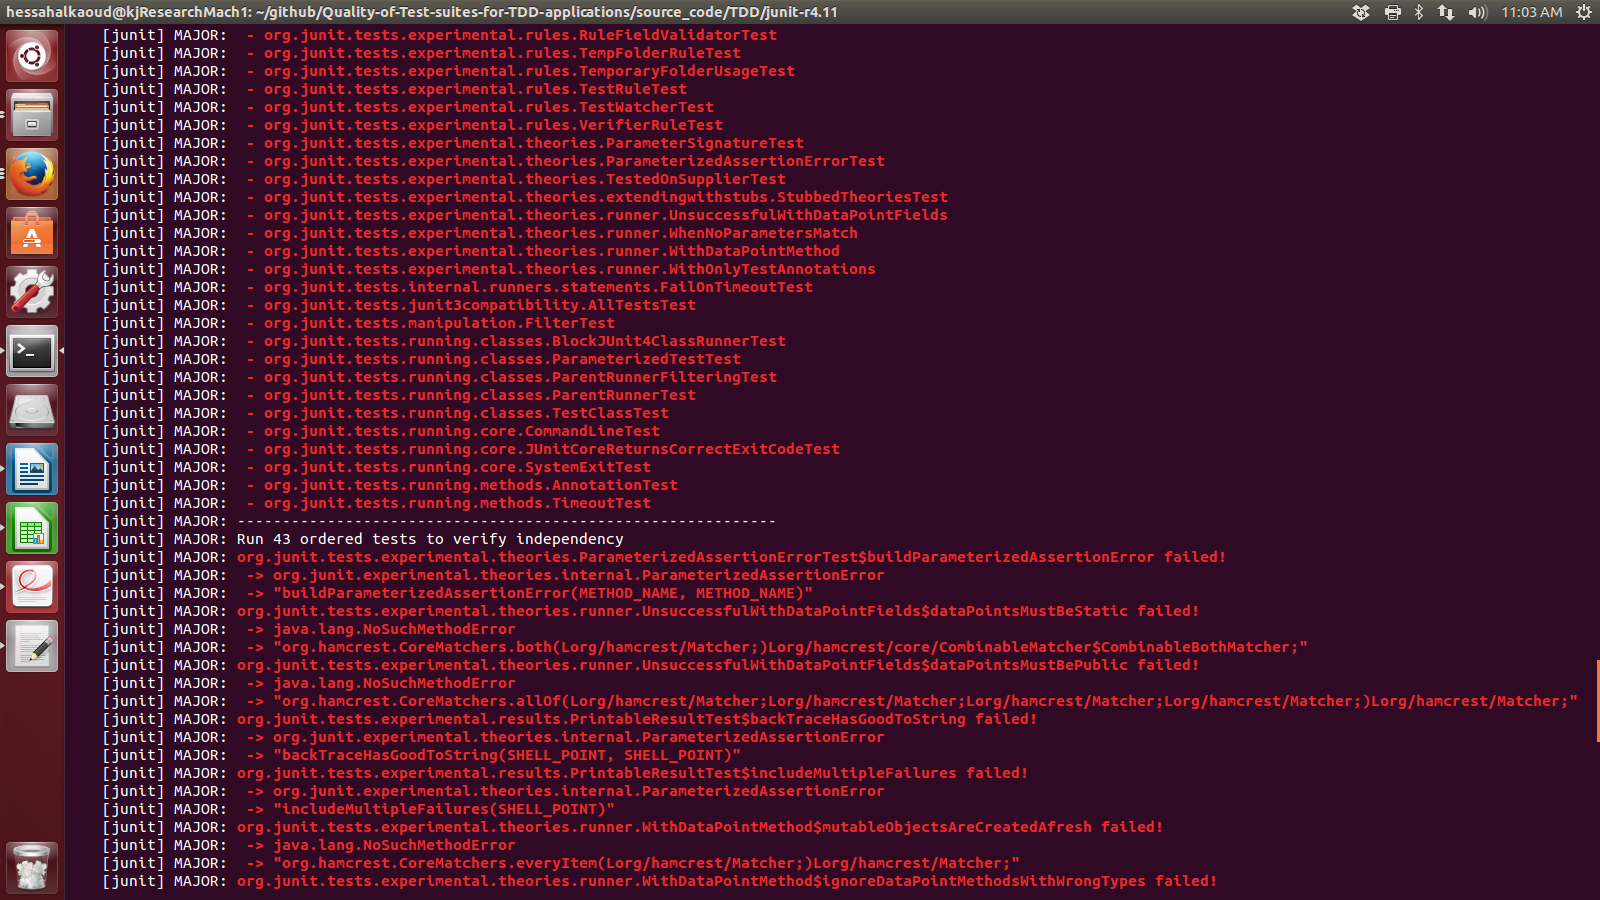 hessahalkaoud@kjResearchMach1: ~/github/Quality-of-Test-suites-for-TDD-applications/source_code/TDD/junit-r4.11
11:03 AM
[junit] MAJOR:  - org.junit.tests.experimental.rules.RuleFieldValidatorTest
[junit] MAJOR:  - org.junit.tests.experimental.rules.TempFolderRuleTest
[junit] MAJOR:  - org.junit.tests.experimental.rules.TemporaryFolderUsageTest
[junit] MAJOR:  - org.junit.tests.experimental.rules.TestRuleTest
[junit] MAJOR:  - org.junit.tests.experimental.rules.TestWatcherTest
[junit] MAJOR:  - org.junit.tests.experimental.rules.VerifierRuleTest
[junit] MAJOR:  - org.junit.tests.experimental.theories.ParameterSignatureTest
[junit] MAJOR:  - org.junit.tests.experimental.theories.ParameterizedAssertionErrorTest
[junit] MAJOR:  - org.junit.tests.experimental.theories.TestedOnSupplierTest
[junit] MAJOR:  - org.junit.tests.experimental.theories.extendingwithstubs.StubbedTheoriesTest
[junit] MAJOR:  - org.junit.tests.experimental.theories.runner.UnsuccessfulWithDataPointFields
[junit] MAJOR:  - org.junit.tests.experimental.theories.runner.WhenNoParametersMatch
[junit] MAJOR:  - org.junit.tests.experimental.theories.runner.WithDataPointMethod
[junit] MAJOR:  - org.junit.tests.experimental.theories.runner.WithOnlyTestAnnotations
[junit] MAJOR:  - org.junit.tests.internal.runners.statements.FailOnTimeoutTest
[junit] MAJOR:  - org.junit.tests.junit3compatibility.AllTestsTest
[junit] MAJOR:  - org.junit.tests.manipulation.FilterTest
[junit] MAJOR:  - org.junit.tests.running.classes.BlockJUnit4ClassRunnerTest
[junit] MAJOR:  - org.junit.tests.running.classes.ParameterizedTestTest
[junit] MAJOR:  - org.junit.tests.running.classes.ParentRunnerFilteringTest
[junit] MAJOR:  - org.junit.tests.running.classes.ParentRunnerTest
[junit] MAJOR:  - org.junit.tests.running.classes.TestClassTest
[junit] MAJOR:  - org.junit.tests.running.core.CommandLineTest
[junit] MAJOR:  - org.junit.tests.running.core.JUnitCoreReturnsCorrectExitCodeTest
[junit] MAJOR:  - org.junit.tests.running.core.SystemExitTest
[junit] MAJOR:  - org.junit.tests.running.methods.AnnotationTest
[junit] MAJOR:  - org.junit.tests.running.methods.TimeoutTest
[junit] MAJOR: ------------------------------------------------------------
[junit] MAJOR: Run 43 ordered tests to verify independency
[junit] MAJOR: org.junit.tests.experimental.theories.ParameterizedAssertionErrorTest$buildParameterizedAssertionError failed!
[junit] MAJOR:  -> org.junit.experimental.theories.internal.ParameterizedAssertionError
[junit] MAJOR:  -> "buildParameterizedAssertionError(METHOD_NAME, METHOD_NAME)"
[junit] MAJOR: org.junit.tests.experimental.theories.runner.UnsuccessfulWithDataPointFields$dataPointsMustBeStatic failed!
[junit] MAJOR:  -> java.lang.NoSuchMethodError
[junit] MAJOR:  -> "org.hamcrest.CoreMatchers.both(Lorg/hamcrest/Matcher;)Lorg/hamcrest/core/CombinableMatcher$CombinableBothMatcher;"
[junit] MAJOR: org.junit.tests.experimental.theories.runner.UnsuccessfulWithDataPointFields$dataPointsMustBePublic failed!
[junit] MAJOR:  -> java.lang.NoSuchMethodError
[junit] MAJOR:  -> "org.hamcrest.CoreMatchers.allOf(Lorg/hamcrest/Matcher;Lorg/hamcrest/Matcher;Lorg/hamcrest/Matcher;Lorg/hamcrest/Matcher;)Lorg/hamcrest/Matcher;"
[junit] MAJOR: org.junit.tests.experimental.results.PrintableResultTest$backTraceHasGoodToString failed!
[junit] MAJOR:  -> org.junit.experimental.theories.internal.ParameterizedAssertionError
[junit] MAJOR:  -> "backTraceHasGoodToString(SHELL_POINT, SHELL_POINT)"
[junit] MAJOR: org.junit.tests.experimental.results.PrintableResultTest$includeMultipleFailures failed!
[junit] MAJOR:  -> org.junit.experimental.theories.internal.ParameterizedAssertionError
[junit] MAJOR:  -> "includeMultipleFailures(SHELL_POINT)"
[junit] MAJOR: org.junit.tests.experimental.theories.runner.WithDataPointMethod$mutableObjectsAreCreatedAfresh failed!
[junit] MAJOR:  -> java.lang.NoSuchMethodError
[junit] MAJOR:  -> "org.hamcrest.CoreMatchers.everyItem(Lorg/hamcrest/Matcher;)Lorg/hamcrest/Matcher;"
[junit] MAJOR: org.junit.tests.experimental.theories.runner.WithDataPointMethod$ignoreDataPointMethodsWithWrongTypes failed!